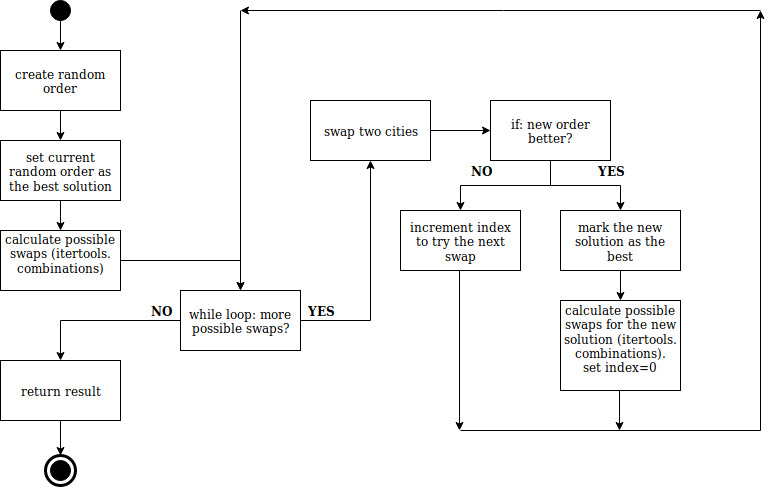 create random
order
set current
random order as
the best solution
calculate possible
swaps (itertools.
combinations)
NO
while loop: more
possible swaps?
YES
return result
swap two cities
if: new order
better?
NO
YES
increment index
to try the next
swap
mark the new
solution as the
best
calculate possible
swaps for the new
solution (itertools.
combinations).
set index=0